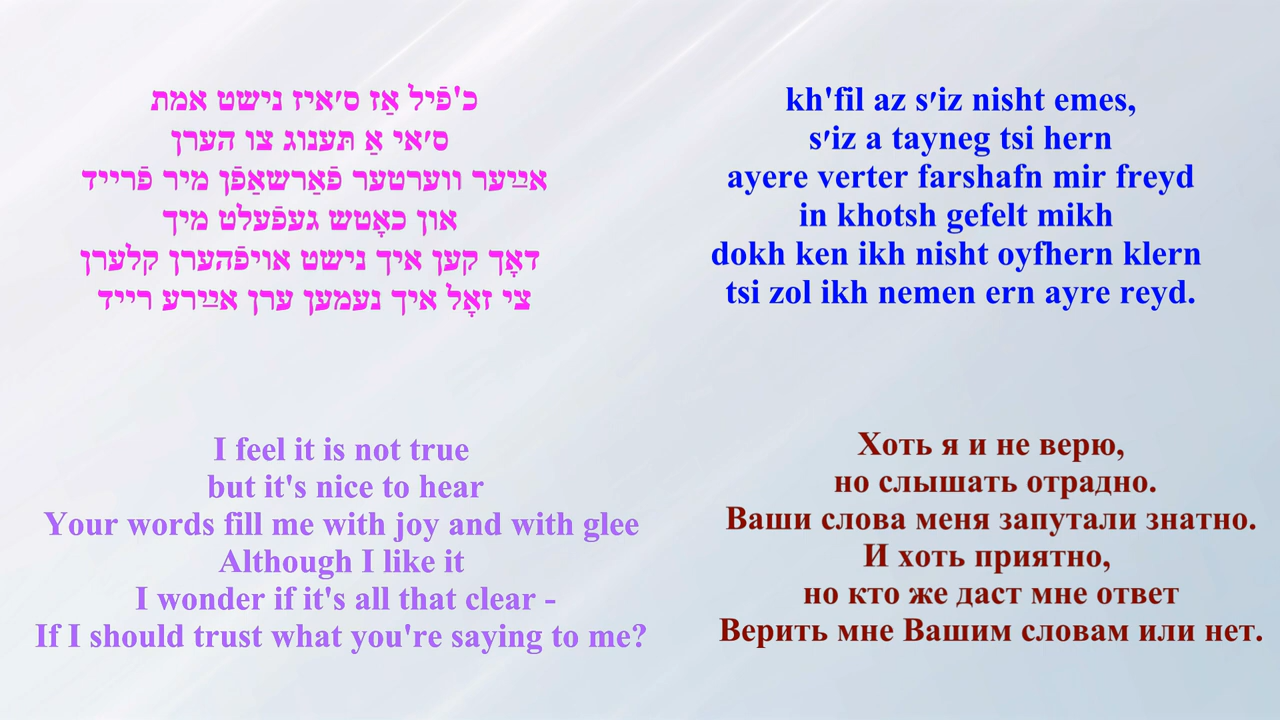 כ'פֿיל אַז ס׳איז נישט אמת
ס׳אי אַ תּענוג צו הערן
אײַער ווערטער פֿאַרשאַפֿן מיר פֿרייד
און כאָטש געפֿעלט מיך
דאָך קען איך נישט אויפֿהערן קלערן
צי זאָל איך נעמען ערן אײַרע רייד
kh'fil az s׳iz nisht emes,
s׳iz a tayneg tsi hern
ayere verter farshafn mir freyd
in khotsh gefelt mikh
dokh ken ikh nisht oyfhern klern
tsi zol ikh nemen ern ayre reyd.
I feel it is not true
but it's nice to hear
Your words fill me with joy and with glee
Although I like it
I wonder if it's all that clear -
If I should trust what you're saying to me?
Хоть я и не верю,
но слышать отрадно.
Ваши слова меня запутали знатно.
И хоть приятно,
но кто же даст мне ответ
Верить мне Вашим словам или нет.